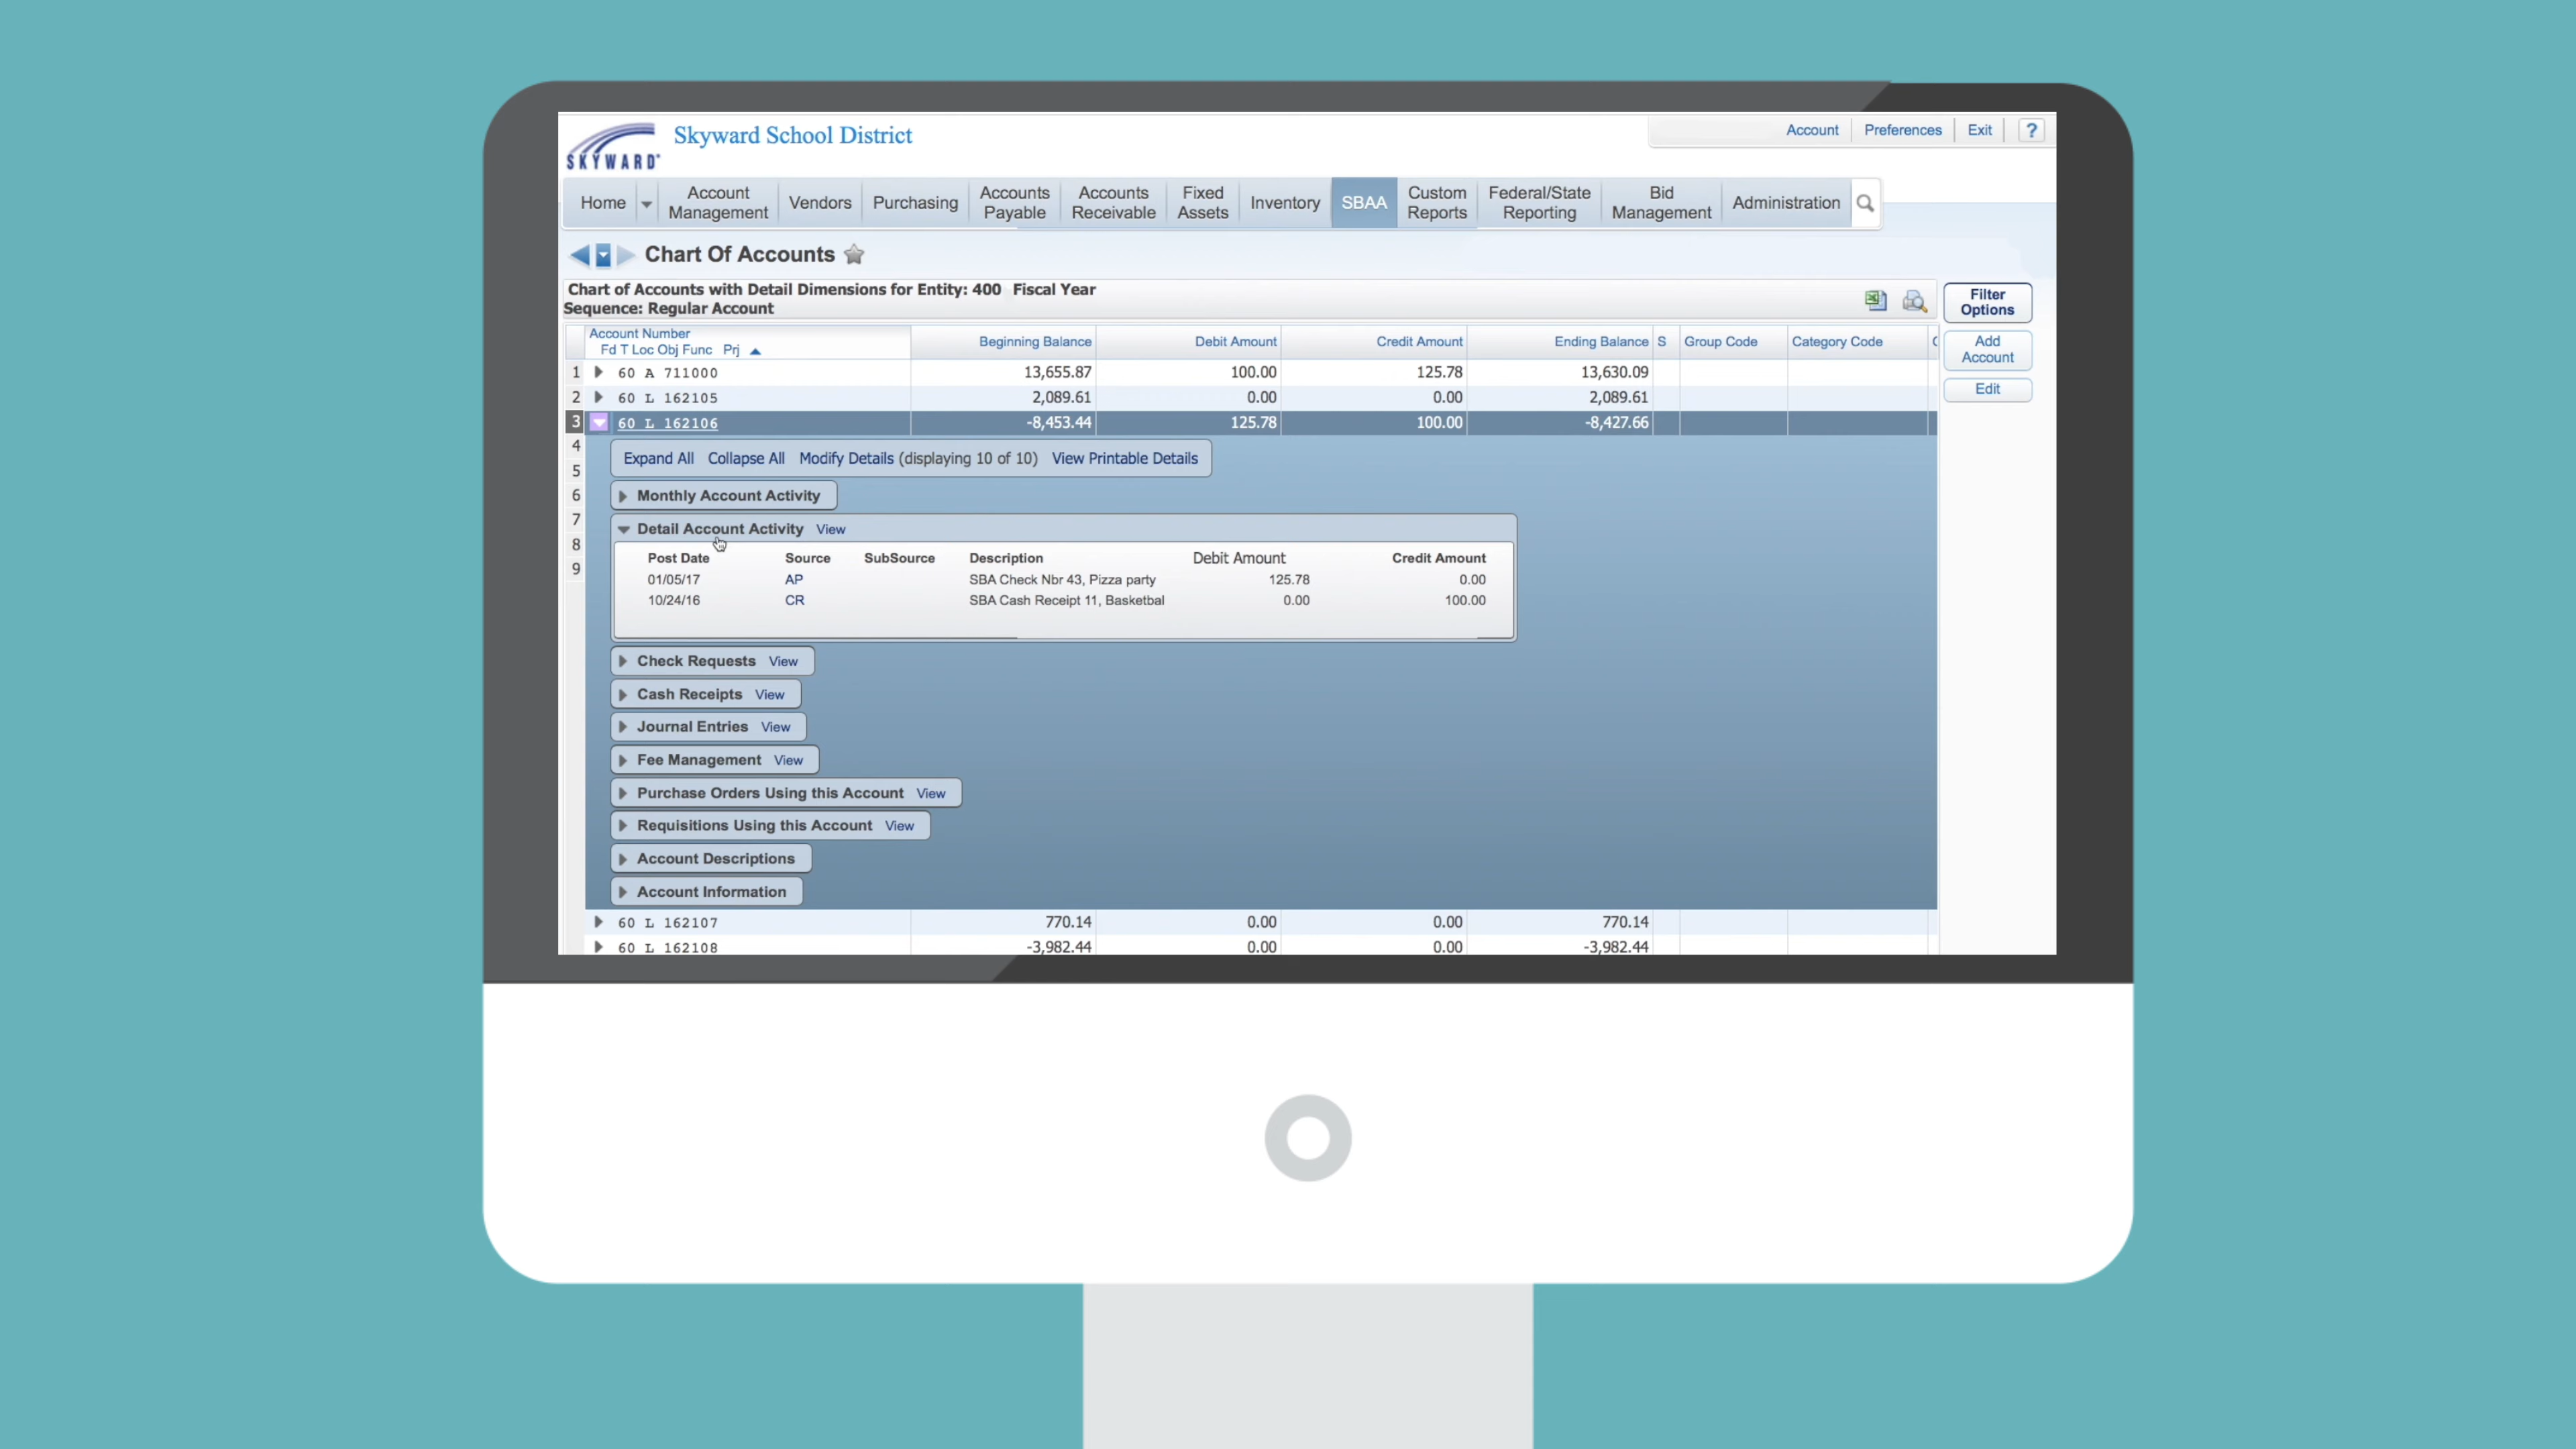 SKYWARD®
Skyward School District
Account Preferences Exit ?
Home Account Management Vendors Purchasing Accounts Payable Accounts Receivable Fixed Assets Inventory SBAA Custom Reports Federal/State Reporting Bid Management Administration
Chart Of Accounts
Chart of Accounts with Detail Dimensions for Entity: 400 Fiscal Year
Sequence: Regular Account
Filter Options
Add Account
Edit
Account Number
Fd T Loc Obj Func Prj Beginning Balance Debit Amount Credit Amount Ending Balance S Group Code Category Code
1 60 A 711000 13,655.87 100.00 125.78 13,630.09
2 60 L 162105 2,089.61 0.00 0.00 2,089.61
3 60 L 162106 -8,453.44 125.78 100.00 -8,427.66
4
5
6
7
8
9
Expand All Collapse All Modify Details (displaying 10 of 10) View Printable Details
Monthly Account Activity
Detail Account Activity View
Post Date Source SubSource Description Debit Amount Credit Amount
01/05/17 AP SBA Check Nbr 43, Pizza party 125.78 0.00
10/24/16 CR SBA Cash Receipt 11, Basketbal 0.00 100.00
Check Requests View
Cash Receipts View
Journal Entries View
Fee Management View
Purchase Orders Using this Account View
Requisitions Using this Account View
Account Descriptions
Account Information
60 L 162107 770.14 0.00 0.00 770.14
60 L 162108 -3,982.44 0.00 0.00 -3,982.44